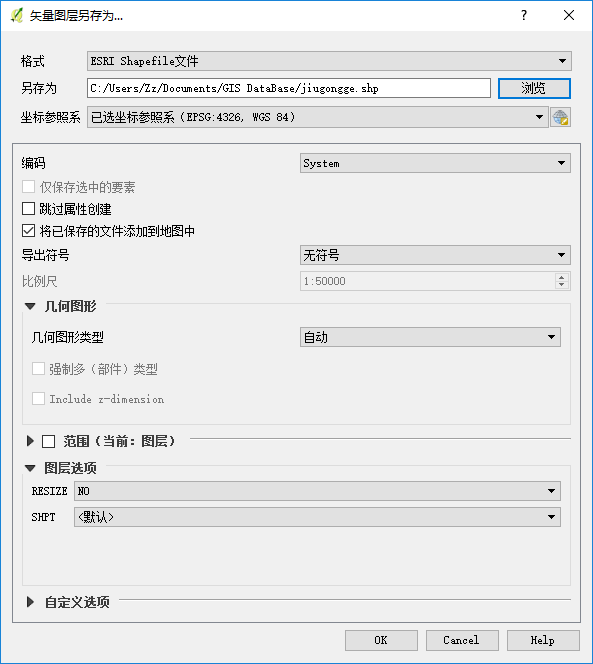 矢量图层另存为...
格式 ESRI Shapefile文件
另存为 C:/Users/Zz/Documents/GIS DataBase/jiugongge.shp 浏览
坐标参照系 已选坐标参照系（EPSG:4326, WGS 84）
编码 System
仅保存选中的要素
跳过属性创建
将已保存的文件添加到地图中
导出符号 无符号
比例尺 1:50000
几何图形
几何图形类型 自动
强制多（部件）类型
Include z-dimension
范围（当前：图层）
图层选项
RESIZE NO
SHPT <默认>
自定义选项
OK Cancel Help